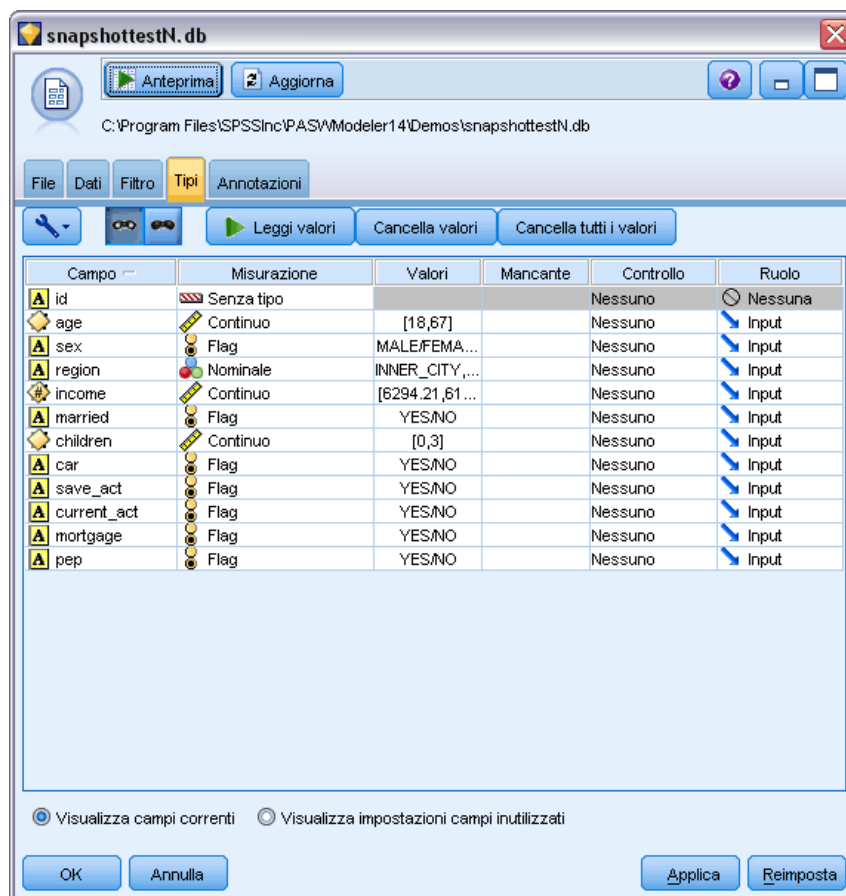 snapshottestN.db
Anteprima Aggiorna
C:\Program Files\SPSSInc\PASWModeler14\Demos\snapshottestN.db
File Dati Filtro Tipi Annotazioni
Leggi valori Cancella valori Cancella tutti i valori
Campo Misurazione Valori Mancante Controllo Ruolo
A id Senza tipo Nessuno Nessuna
age Continuo [18,67] Nessuno Input
A sex Flag MALE/FEMA... Nessuno Input
A region Nominale INNER_CITY,... Nessuno Input
# income Continuo [6294.21,61... Nessuno Input
A married Flag YES/NO Nessuno Input
children Continuo [0,3] Nessuno Input
A car Flag YES/NO Nessuno Input
A save_act Flag YES/NO Nessuno Input
A current_act Flag YES/NO Nessuno Input
A mortgage Flag YES/NO Nessuno Input
A pep Flag YES/NO Nessuno Input
Visualizza campi correnti Visualizza impostazioni campi inutilizzati
OK Annulla Applica Reimposta